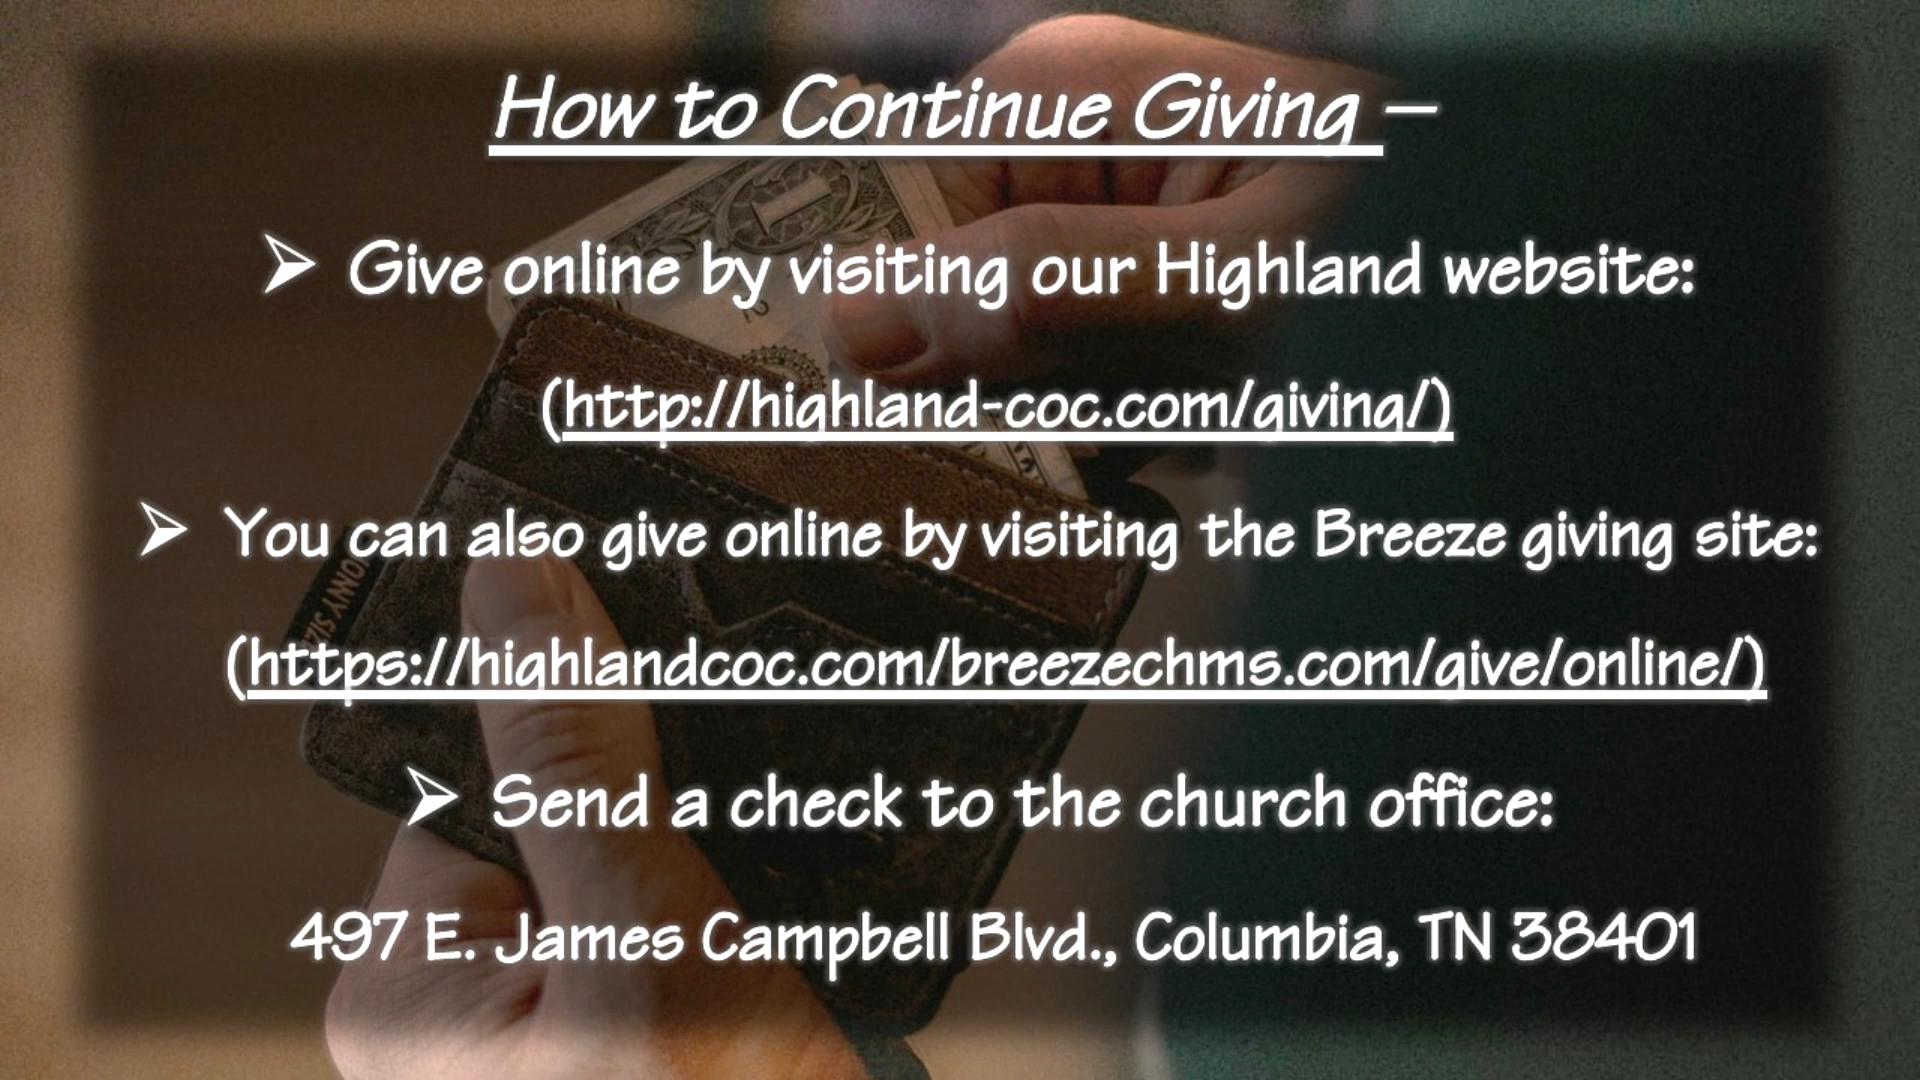 How to Continue Giving –
➢ Give online by visiting our Highland website:
(http://highland-coc.com/giving/)
➢ You can also give online by visiting the Breeze giving site:
(https://highlandcoc.com/breezechms.com/give/online/)
➢ Send a check to the church office:
497 E. James Campbell Blvd., Columbia, TN 38401